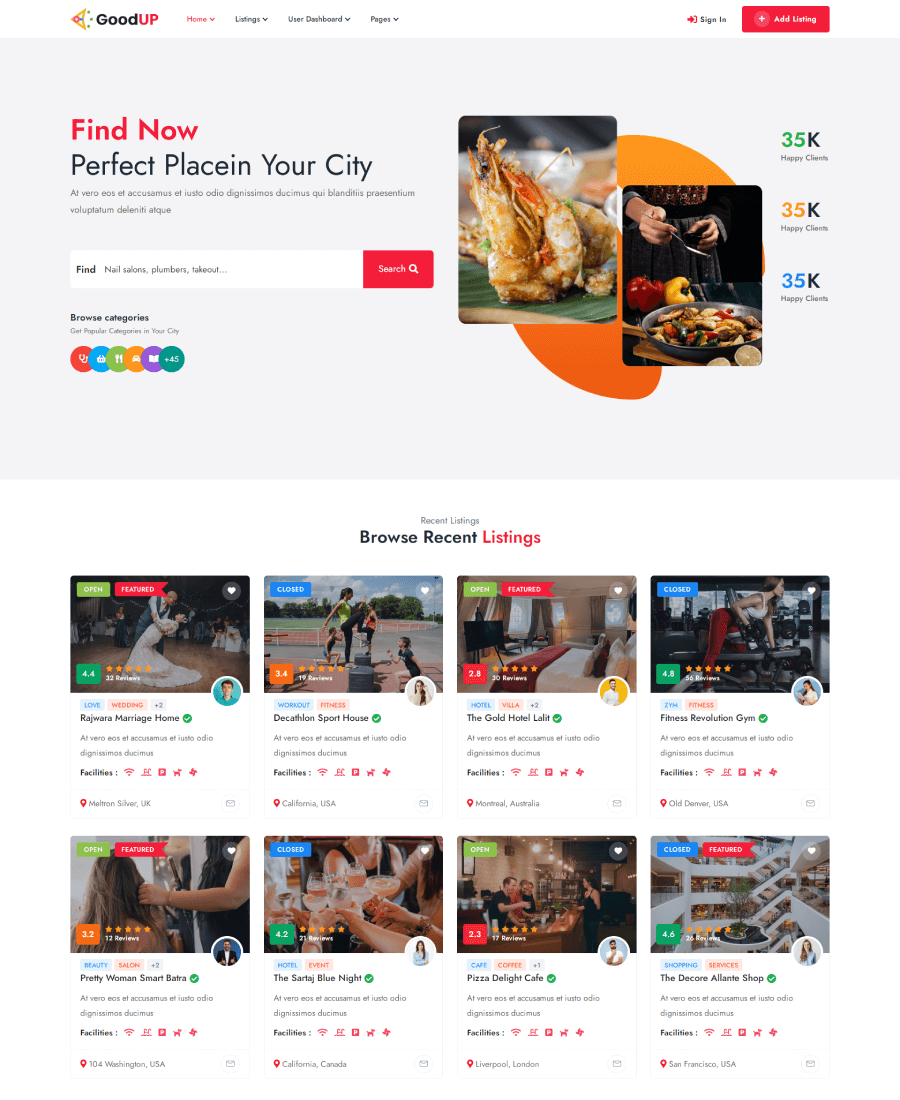 GoodUP
Home
Listings
User Dashboard
Pages
Sign In
Add Listing
Find Now
Perfect Placein Your City
At vero eos et accusamus et iusto odio dignissimos ducimus qui blanditiis praesentium
voluptatum deleniti atque
Find Nail salons, plumbers, takeout...
Search
Browse categories
Get Popular Categories in Your City
+45
35K
Happy Clients
35K
Happy Clients
35K
Happy Clients
Recent Listings
Browse Recent Listings
OPEN FEATURED
4.4
32 Reviews
LOVE WEDDING +2
Rajwara Marriage Home
At vero eos et accusamus et iusto odio
dignissimos ducimus
Facilities :
Meltron Silver, UK
CLOSED
3.4
19 Reviews
WORKOUT FITNESS
Decathlon Sport House
At vero eos et accusamus et iusto odio
dignissimos ducimus
Facilities :
California, USA
OPEN FEATURED
2.8
30 Reviews
HOTEL VILLA +2
The Gold Hotel Lalit
At vero eos et accusamus et iusto odio
dignissimos ducimus
Facilities :
Montreal, Australia
CLOSED
4.8
56 Reviews
ZYM FITNESS
Fitness Revolution Gym
At vero eos et accusamus et iusto odio
dignissimos ducimus
Facilities :
Old Denver, USA
OPEN FEATURED
3.2
12 Reviews
BEAUTY SALON +2
Pretty Woman Smart Batra
At vero eos et accusamus et iusto odio
dignissimos ducimus
Facilities :
104 Washington, USA
CLOSED
4.2
21 Reviews
HOTEL EVENT
The Sartaj Blue Night
At vero eos et accusamus et iusto odio
dignissimos ducimus
Facilities :
California, Canada
OPEN
2.3
17 Reviews
CAFE COFFEE +1
Pizza Delight Cafe
At vero eos et accusamus et iusto odio
dignissimos ducimus
Facilities :
Liverpool, London
CLOSED FEATURED
4.6
26 Reviews
SHOPPING SERVICES
The Decore Allante Shop
At vero eos et accusamus et iusto odio
dignissimos ducimus
Facilities :
San Francisco, USA